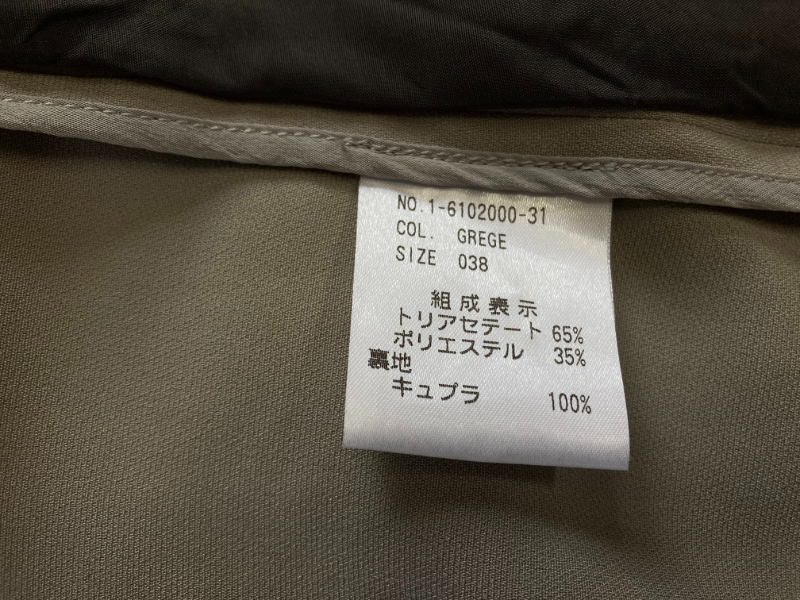 NO.1-6102000-31
COL. GREGE
SIZE 038
組成表示
トリアセテート 65%
ポリエステル 35%
裏地
キュプラ 100%